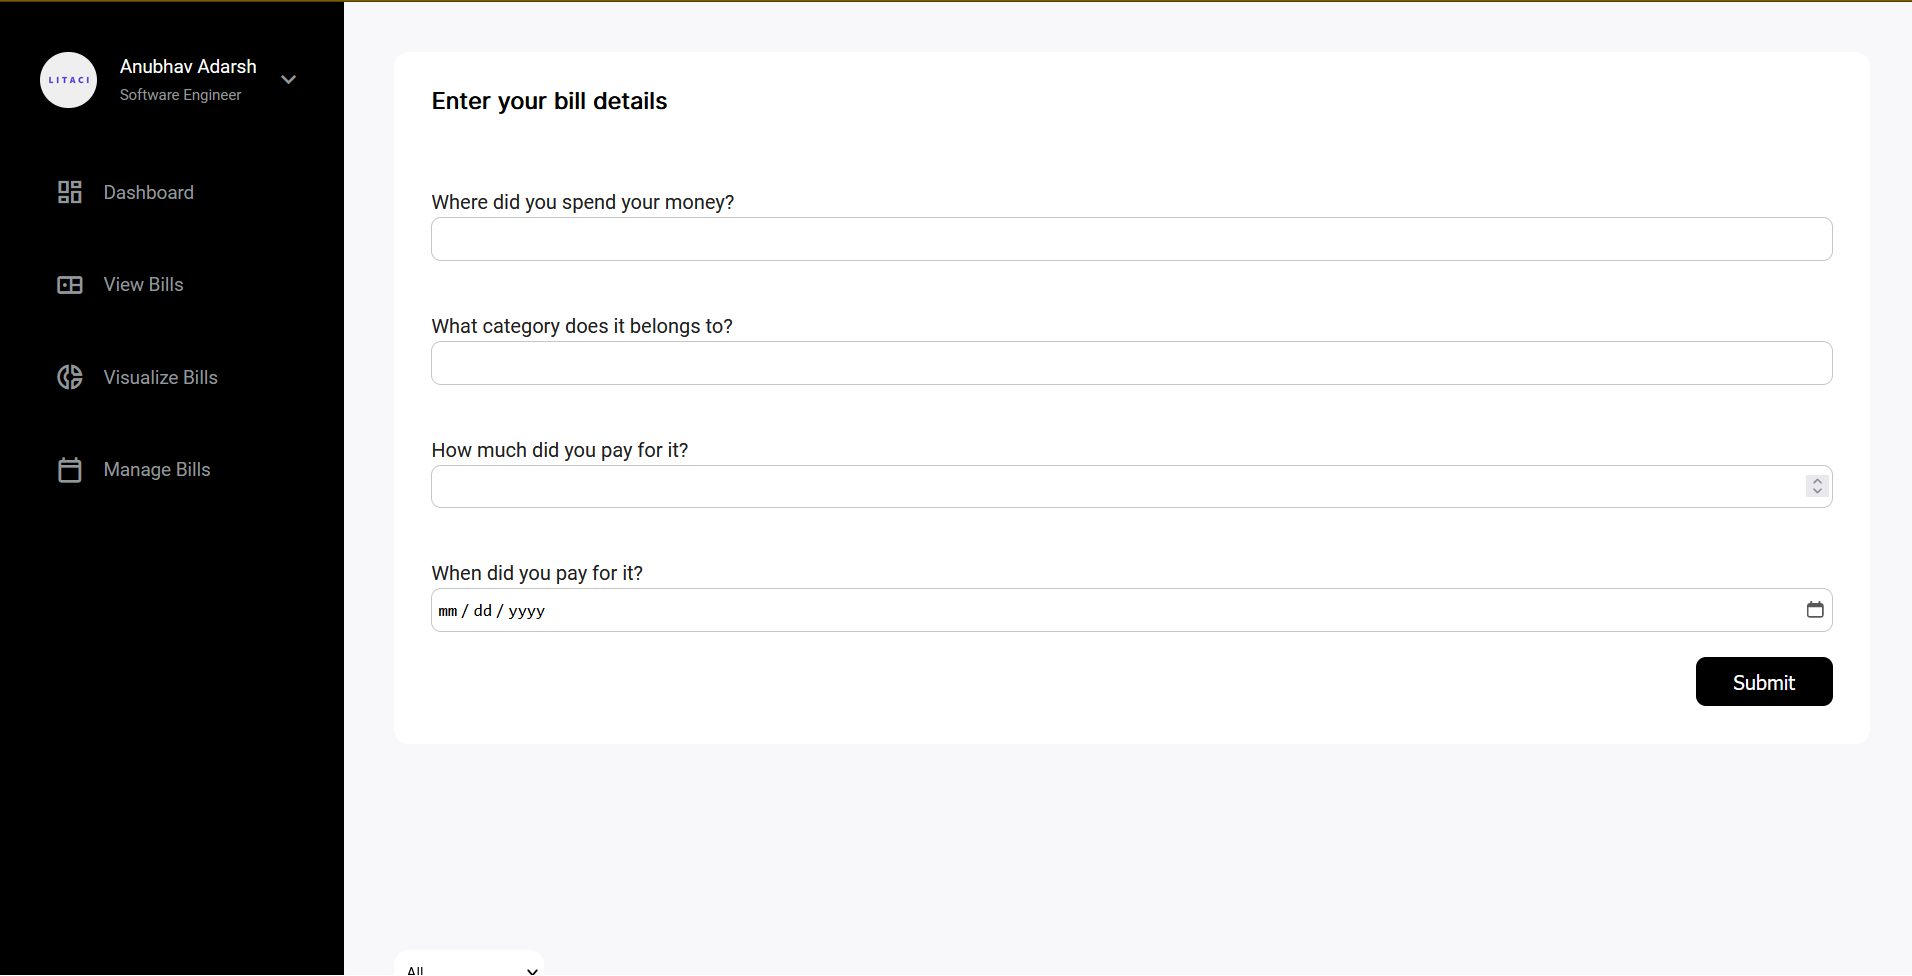 LITACI
Anubhav Adarsh
Software Engineer
Dashboard
View Bills
Visualize Bills
Manage Bills
Enter your bill details
Where did you spend your money?
What category does it belongs to?
How much did you pay for it?
When did you pay for it?
mm / dd / yyyy
Submit
All